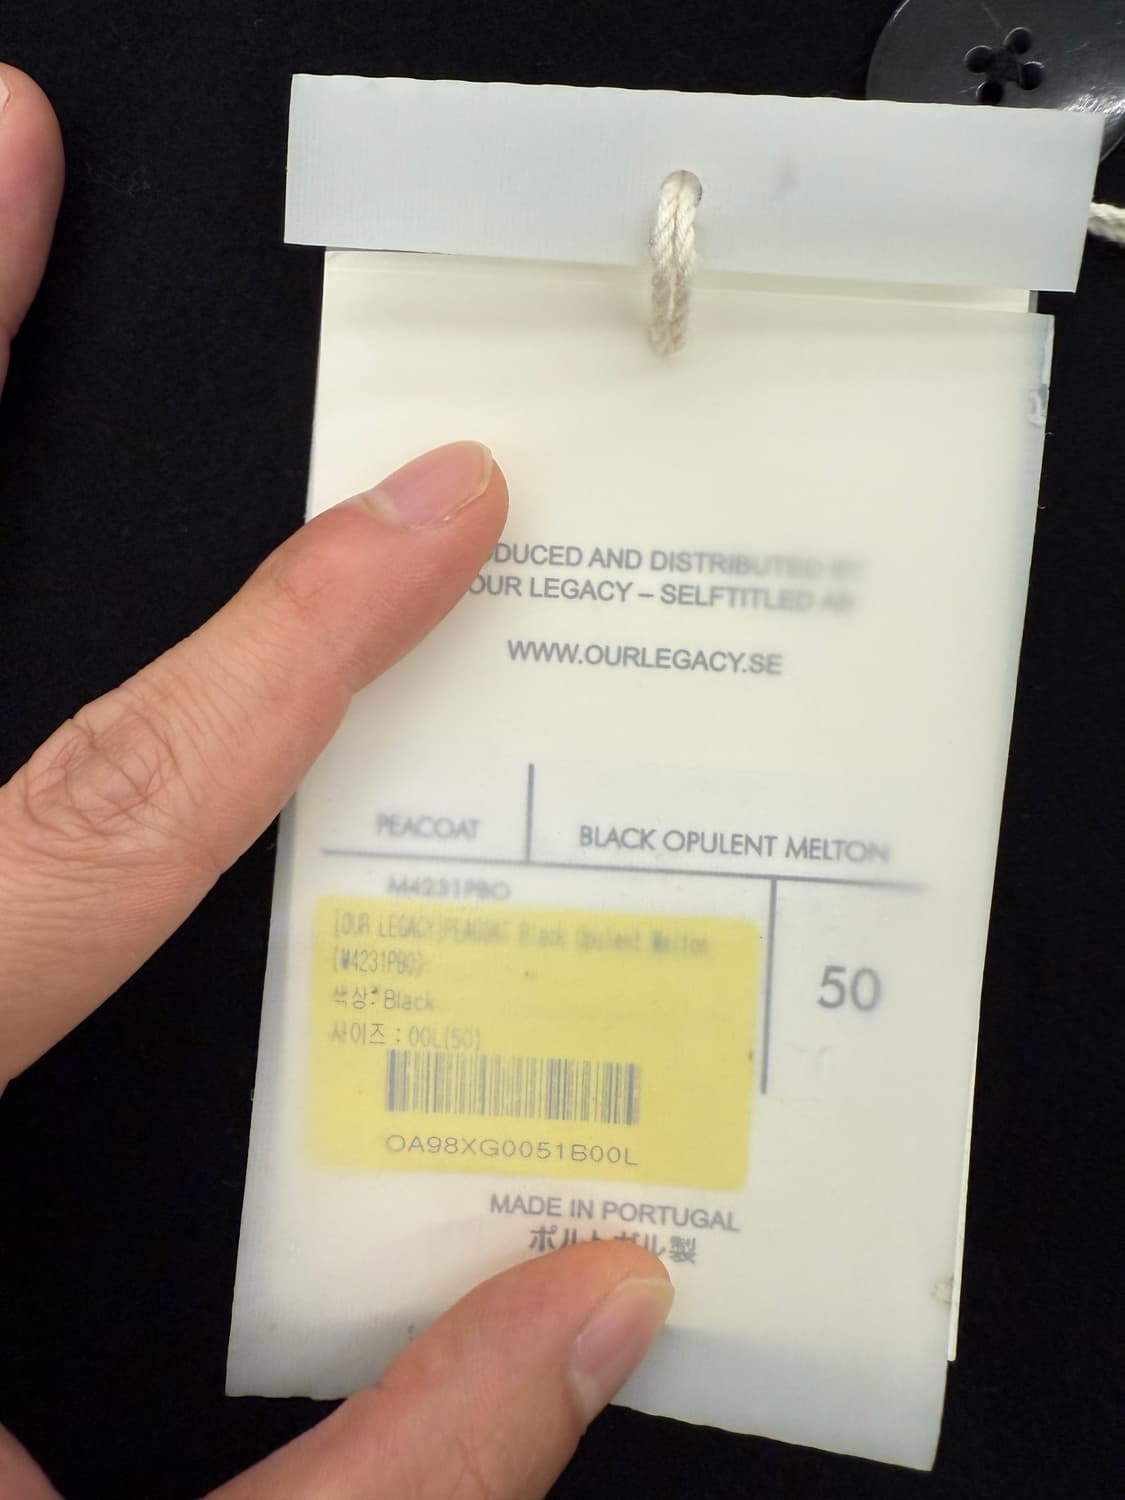 DUCED AND DISTRIBUTED BY
OUR LEGACY – SELFTITLED AB
WWW.OURLEGACY.SE
PEACOAT
BLACK OPULENT MELTON
M4231PBO
[OUR LEGACY]PEACOAT Black Opulent Melton
(M4231PBO)
색상: Black
사이즈 : 00L(50)
50
OA98XG0051B00L
MADE IN PORTUGAL
ポルトガル製